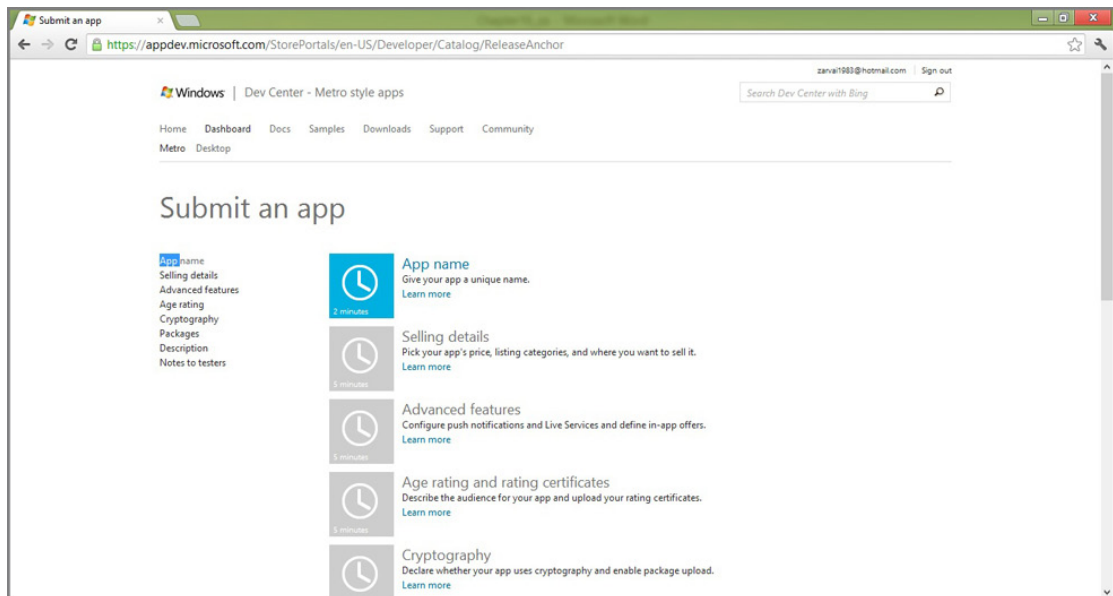 Submit an app
https://appdev.microsoft.com/StorePortals/en-US/Developer/Catalog/ReleaseAnchor
zarvai1983@hotmail.com Sign out
Windows | Dev Center - Metro style apps
Search Dev Center with Bing
Home Dashboard Docs Samples Downloads Support Community
Metro Desktop
Submit an app
App name
Selling details
Advanced features
Age rating
Cryptography
Packages
Description
Notes to testers
App name
Give your app a unique name.
Learn more
2 minutes
Selling details
Pick your app's price, listing categories, and where you want to sell it.
Learn more
5 minutes
Advanced features
Configure push notifications and Live Services and define in-app offers.
Learn more
5 minutes
Age rating and rating certificates
Describe the audience for your app and upload your rating certificates.
Learn more
5 minutes
Cryptography
Declare whether your app uses cryptography and enable package upload.
Learn more